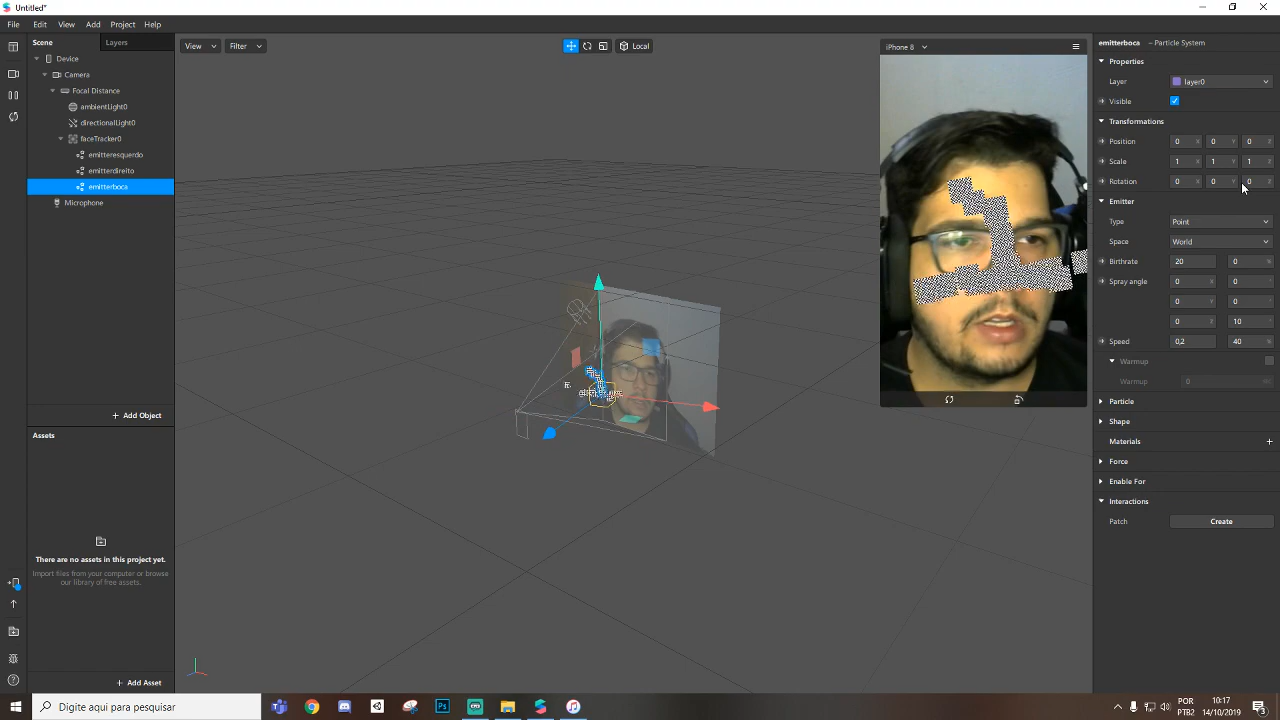 Untitled*
File Edit View Add Project Help
Scene Layers
Device
Camera
Focal Distance
ambientLight0
directionalLight0
faceTracker0
emitteresquerdo
emitterdireito
emitterboca
Microphone
+ Add Object
Assets
There are no assets in this project yet.
Import files from your computer or browse
our library of free assets.
+ Add Asset
View Filter Local
iPhone 8
emitterboca – Particle System
Properties
Layer layer0
Visible
Transformations
Position 0 X 0 Y 0 Z
Scale 1 X 1 Y 1 Z
Rotation 0 X 0 Y 0 Z
Emitter
Type Point
Space World
Birthrate 20 0 %
Spray angle 0 X 0 °
0 Y 0 °
0 Z 10 °
Speed 0,2 40 %
Warmup
Warmup 0
Particle
Shape
Materials +
Force
Enable For
Interactions
Patch Create
Digite aqui para pesquisar
Ps
POR
PTB2
10:17
14/10/2019